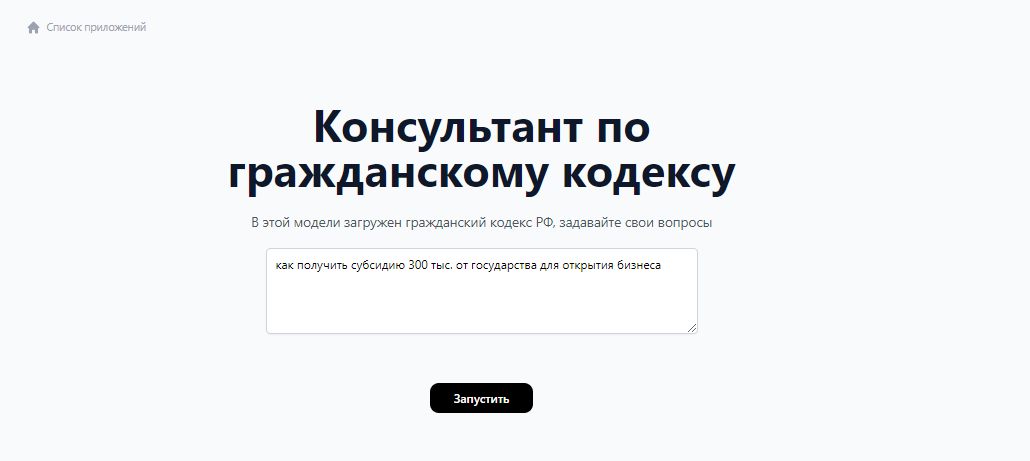 Список приложений
Консультант по
гражданскому кодексу
В этой модели загружен гражданский кодекс РФ, задавайте свои вопросы
как получить субсидию 300 тыс. от государства для открытия бизнеса
Запустить